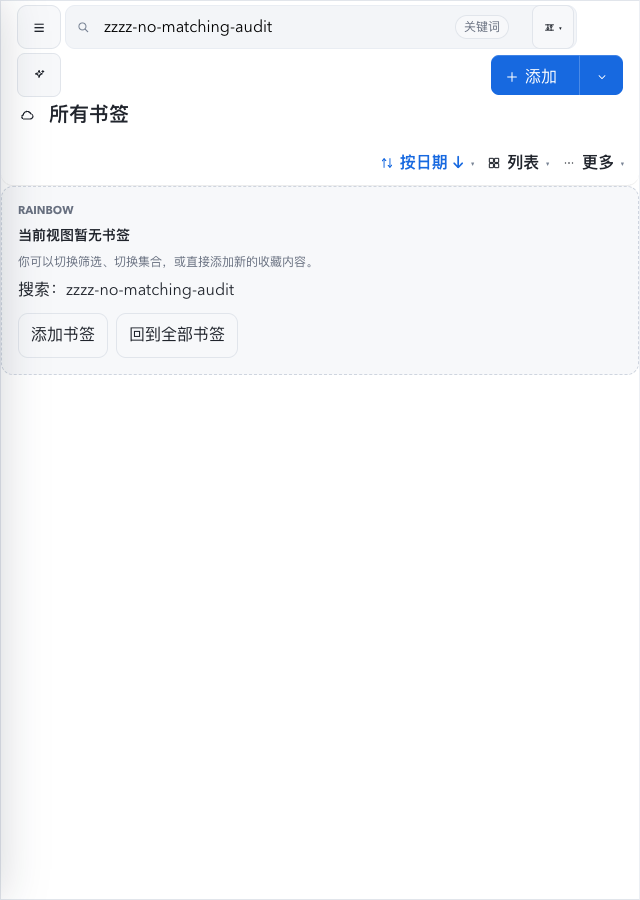 zzzz-no-matching-audit 关键词
添加
所有书签
按日期 列表 ··· 更多
RAINBOW
当前视图暂无书签
你可以切换筛选、切换集合，或直接添加新的收藏内容。
搜索：zzzz-no-matching-audit
添加书签 回到全部书签